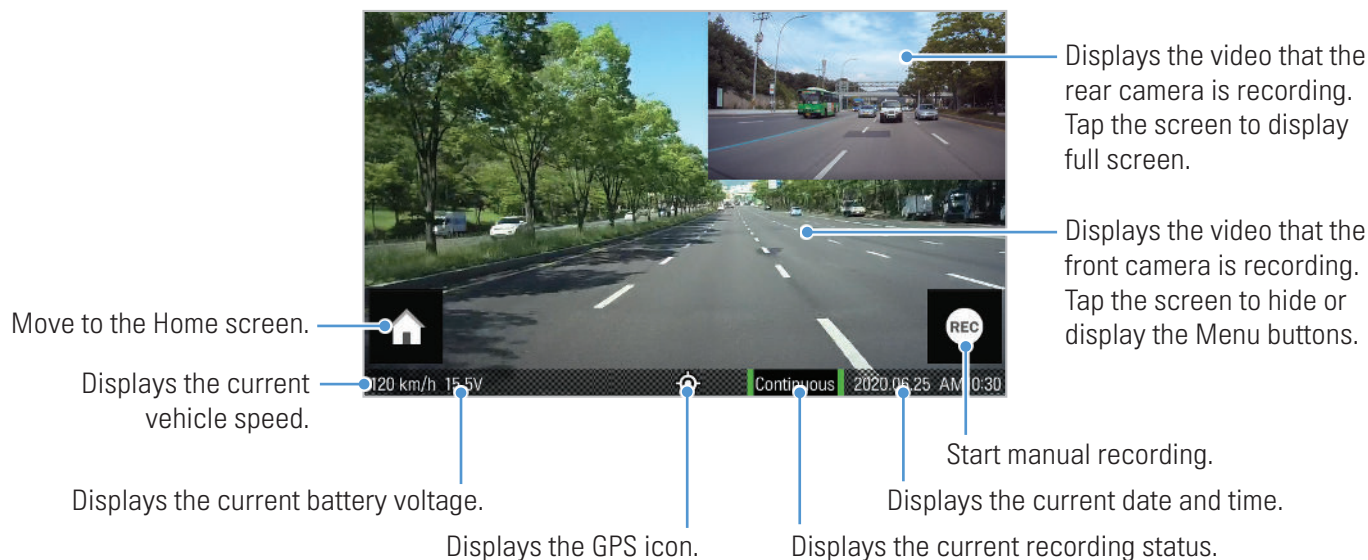 Displays the video that the
rear camera is recording.
Tap the screen to display
full screen.
Displays the video that the
front camera is recording.
Tap the screen to hide or
display the Menu buttons.
Move to the Home screen.
REC
Displays the current
vehicle speed.
120 km/h 15.5V
Continuous
2020.06.25 AM 0:30
Start manual recording.
Displays the current battery voltage.
Displays the current date and time.
Displays the GPS icon.
Displays the current recording status.